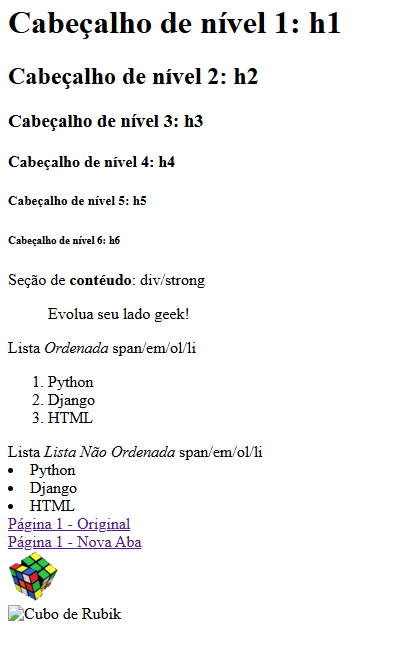 Cabeçalho de nível 1: h1
Cabeçalho de nível 2: h2
Cabeçalho de nível 3: h3
Cabeçalho de nível 4: h4
Cabeçalho de nível 5: h5
Cabeçalho de nível 6: h6
Seção de contéudo: div/strong
Evolua seu lado geek!
Lista Ordenada span/em/ol/li
1. Python
2. Django
3. HTML
Lista Lista Não Ordenada span/em/ol/li
• Python
• Django
• HTML
Página 1 - Original
Página 1 - Nova Aba
Cubo de Rubik